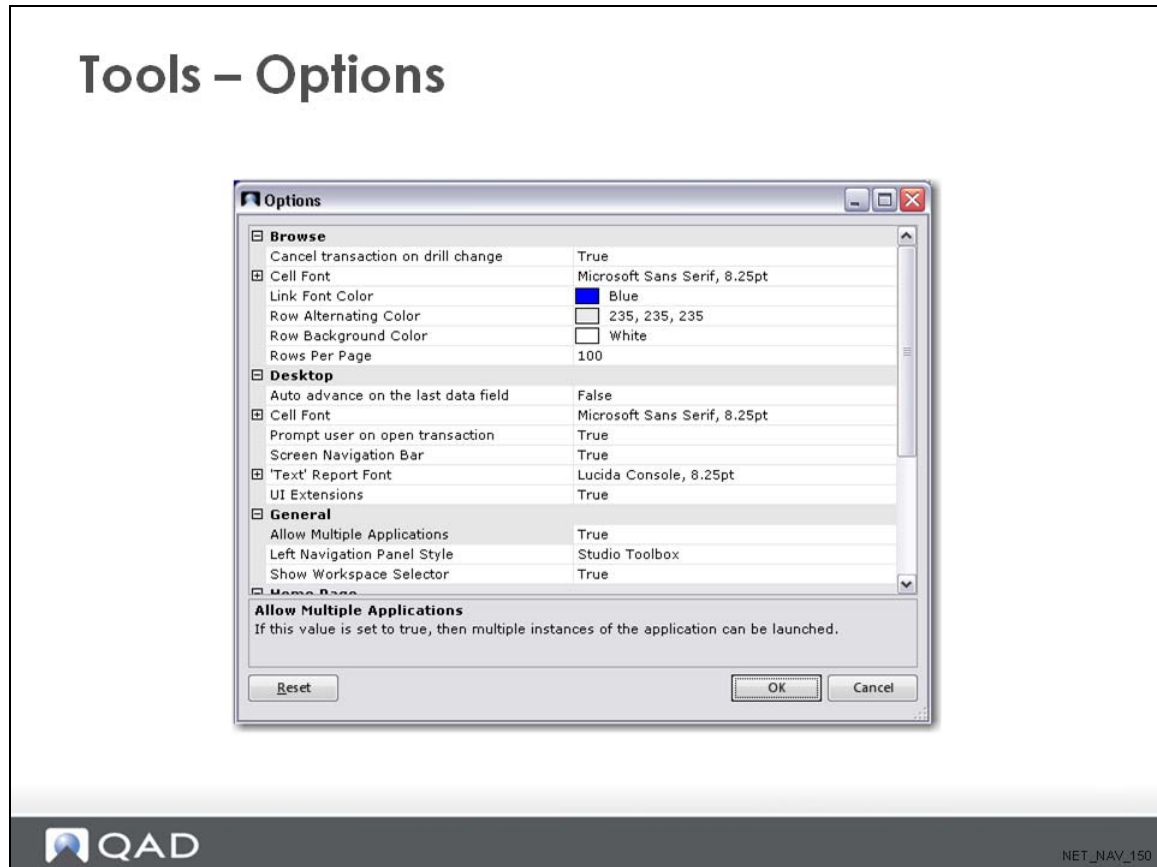 Tools – Options
Options
Browse
Cancel transaction on drill change True
Cell Font Microsoft Sans Serif, 8.25pt
Link Font Color Blue
Row Alternating Color 235, 235, 235
Row Background Color White
Rows Per Page 100
Desktop
Auto advance on the last data field False
Cell Font Microsoft Sans Serif, 8.25pt
Prompt user on open transaction True
Screen Navigation Bar True
'Text' Report Font Lucida Console, 8.25pt
UI Extensions True
General
Allow Multiple Applications True
Left Navigation Panel Style Studio Toolbox
Show Workspace Selector True
Home Page
Allow Multiple Applications
If this value is set to true, then multiple instances of the application can be launched.
Reset OK Cancel
QAD
NET_NAV_150